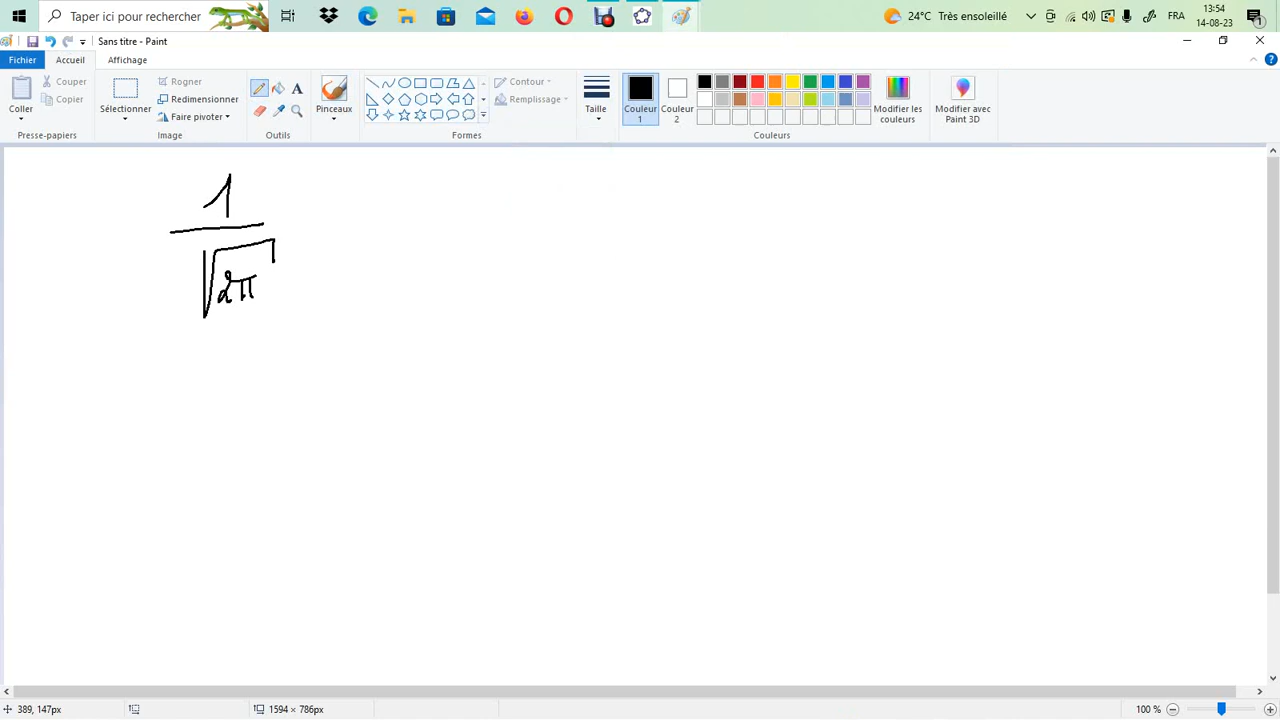 Taper ici pour rechercher
24°C Très ensoleillé
FRA
13:54
14-08-23
1
Sans titre - Paint
Fichier
Accueil
Affichage
?
Coller
Couper
Copier
Presse-papiers
Sélectionner
Rogner
Redimensionner
Faire pivoter
Image
A
Outils
Pinceaux
Formes
Contour
Remplissage
Taille
Couleur
1
Couleur
2
Couleurs
Modifier les
couleurs
Modifier avec
Paint 3D
1
√2π
389, 147px
1594 × 786px
100 %